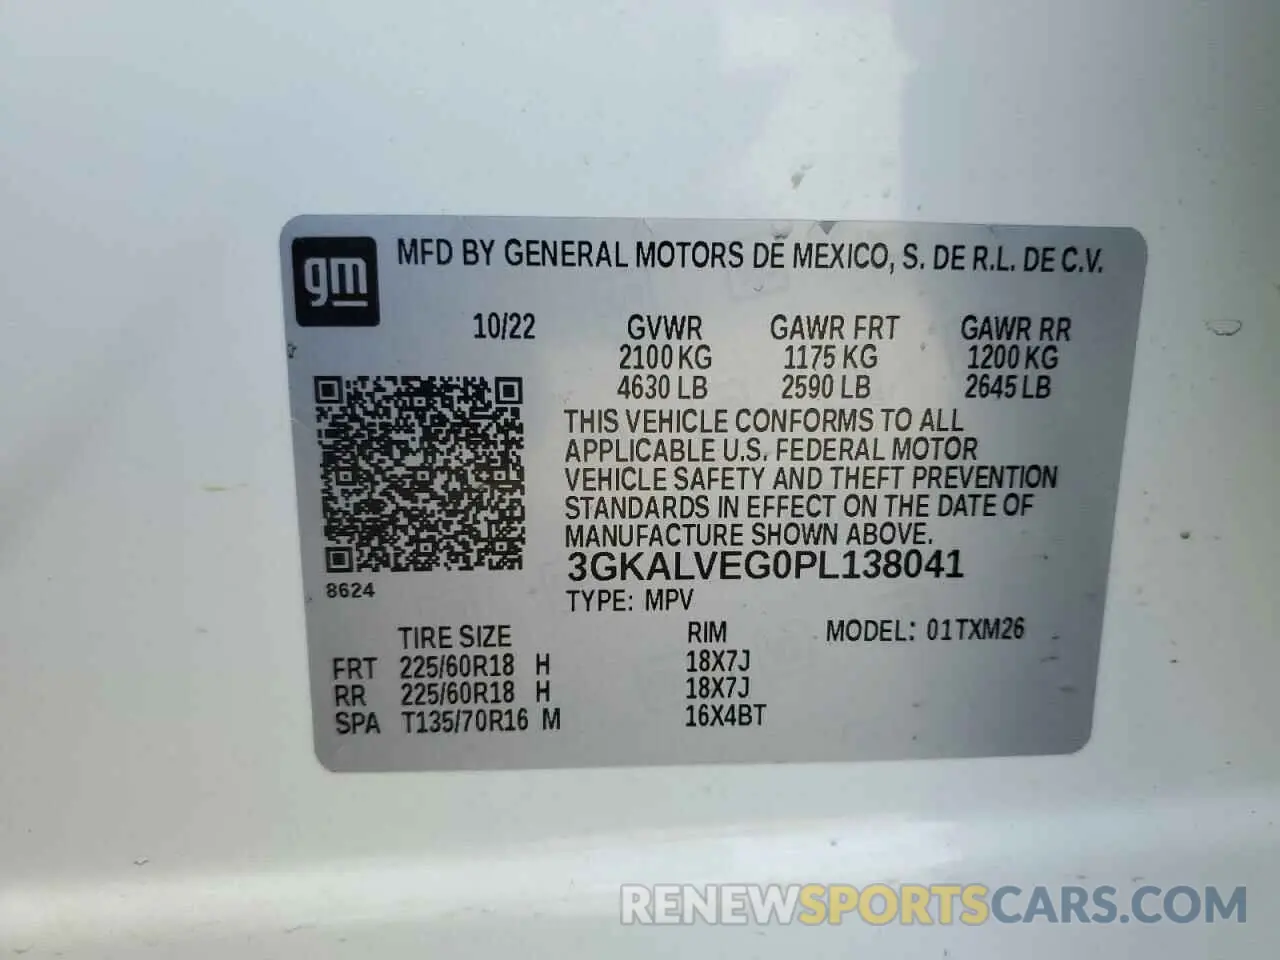 gm
MFD BY GENERAL MOTORS DE MEXICO, S. DE R.L. DE C.V.
10/22 GVWR GAWR FRT GAWR RR
2100 KG 1175 KG 1200 KG
4630 LB 2590 LB 2645 LB
THIS VEHICLE CONFORMS TO ALL
APPLICABLE U.S. FEDERAL MOTOR
VEHICLE SAFETY AND THEFT PREVENTION
STANDARDS IN EFFECT ON THE DATE OF
MANUFACTURE SHOWN ABOVE.
3GKALVEG0PL138041
8624
TYPE: MPV
TIRE SIZE RIM MODEL: 01TXM26
FRT 225/60R18 H 18X7J
RR 225/60R18 H 18X7J
SPA T135/70R16 M 16X4BT
RENEWSPORTSCARS.COM